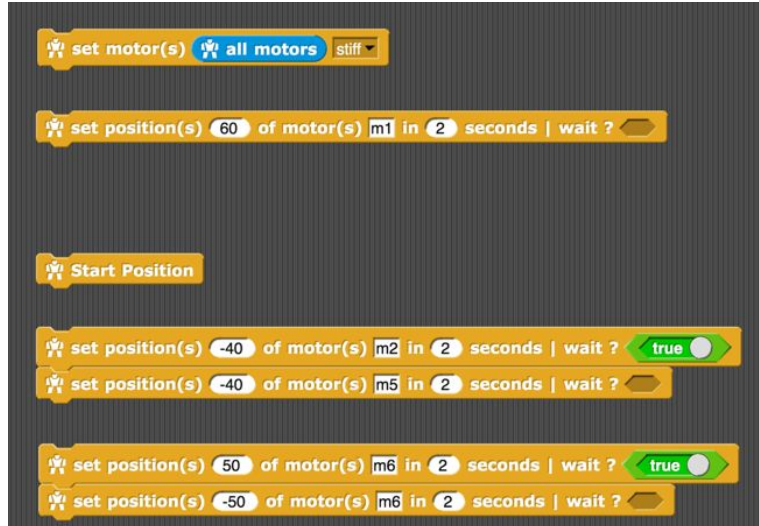 set motor(s) all motors stiff
set position(s) 60 of motor(s) m1 in 2 seconds | wait ?
Start Position
set position(s) -40 of motor(s) m2 in 2 seconds | wait ? true
set position(s) -40 of motor(s) m5 in 2 seconds | wait ?
set position(s) 50 of motor(s) m6 in 2 seconds | wait ? true
set position(s) -50 of motor(s) m6 in 2 seconds | wait ?